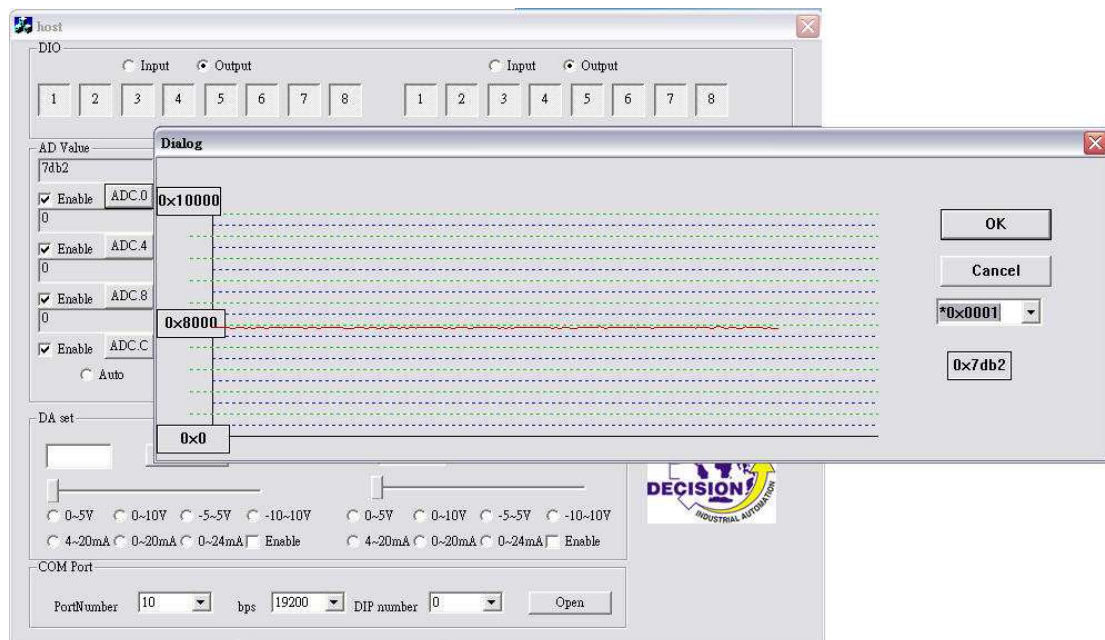 host
DIO
Input Output Input Output
1 2 3 4 5 6 7 8 1 2 3 4 5 6 7 8
AD Value
7db2
Enable ADC.0
0
Enable ADC.4
0
Enable ADC.8
0
Enable ADC.C
Auto
Dialog
0x10000
0x8000
0x0
OK
Cancel
*0x0001
0x7db2
DA set
0~5V 0~10V -5~5V -10~10V 0~5V 0~10V -5~5V -10~10V
4~20mA 0~20mA 0~24mA Enable 4~20mA 0~20mA 0~24mA Enable
DECISION
INDUSTRIAL AUTOMATION
COM Port
PortNumber 10 bps 19200 DIP number 0 Open